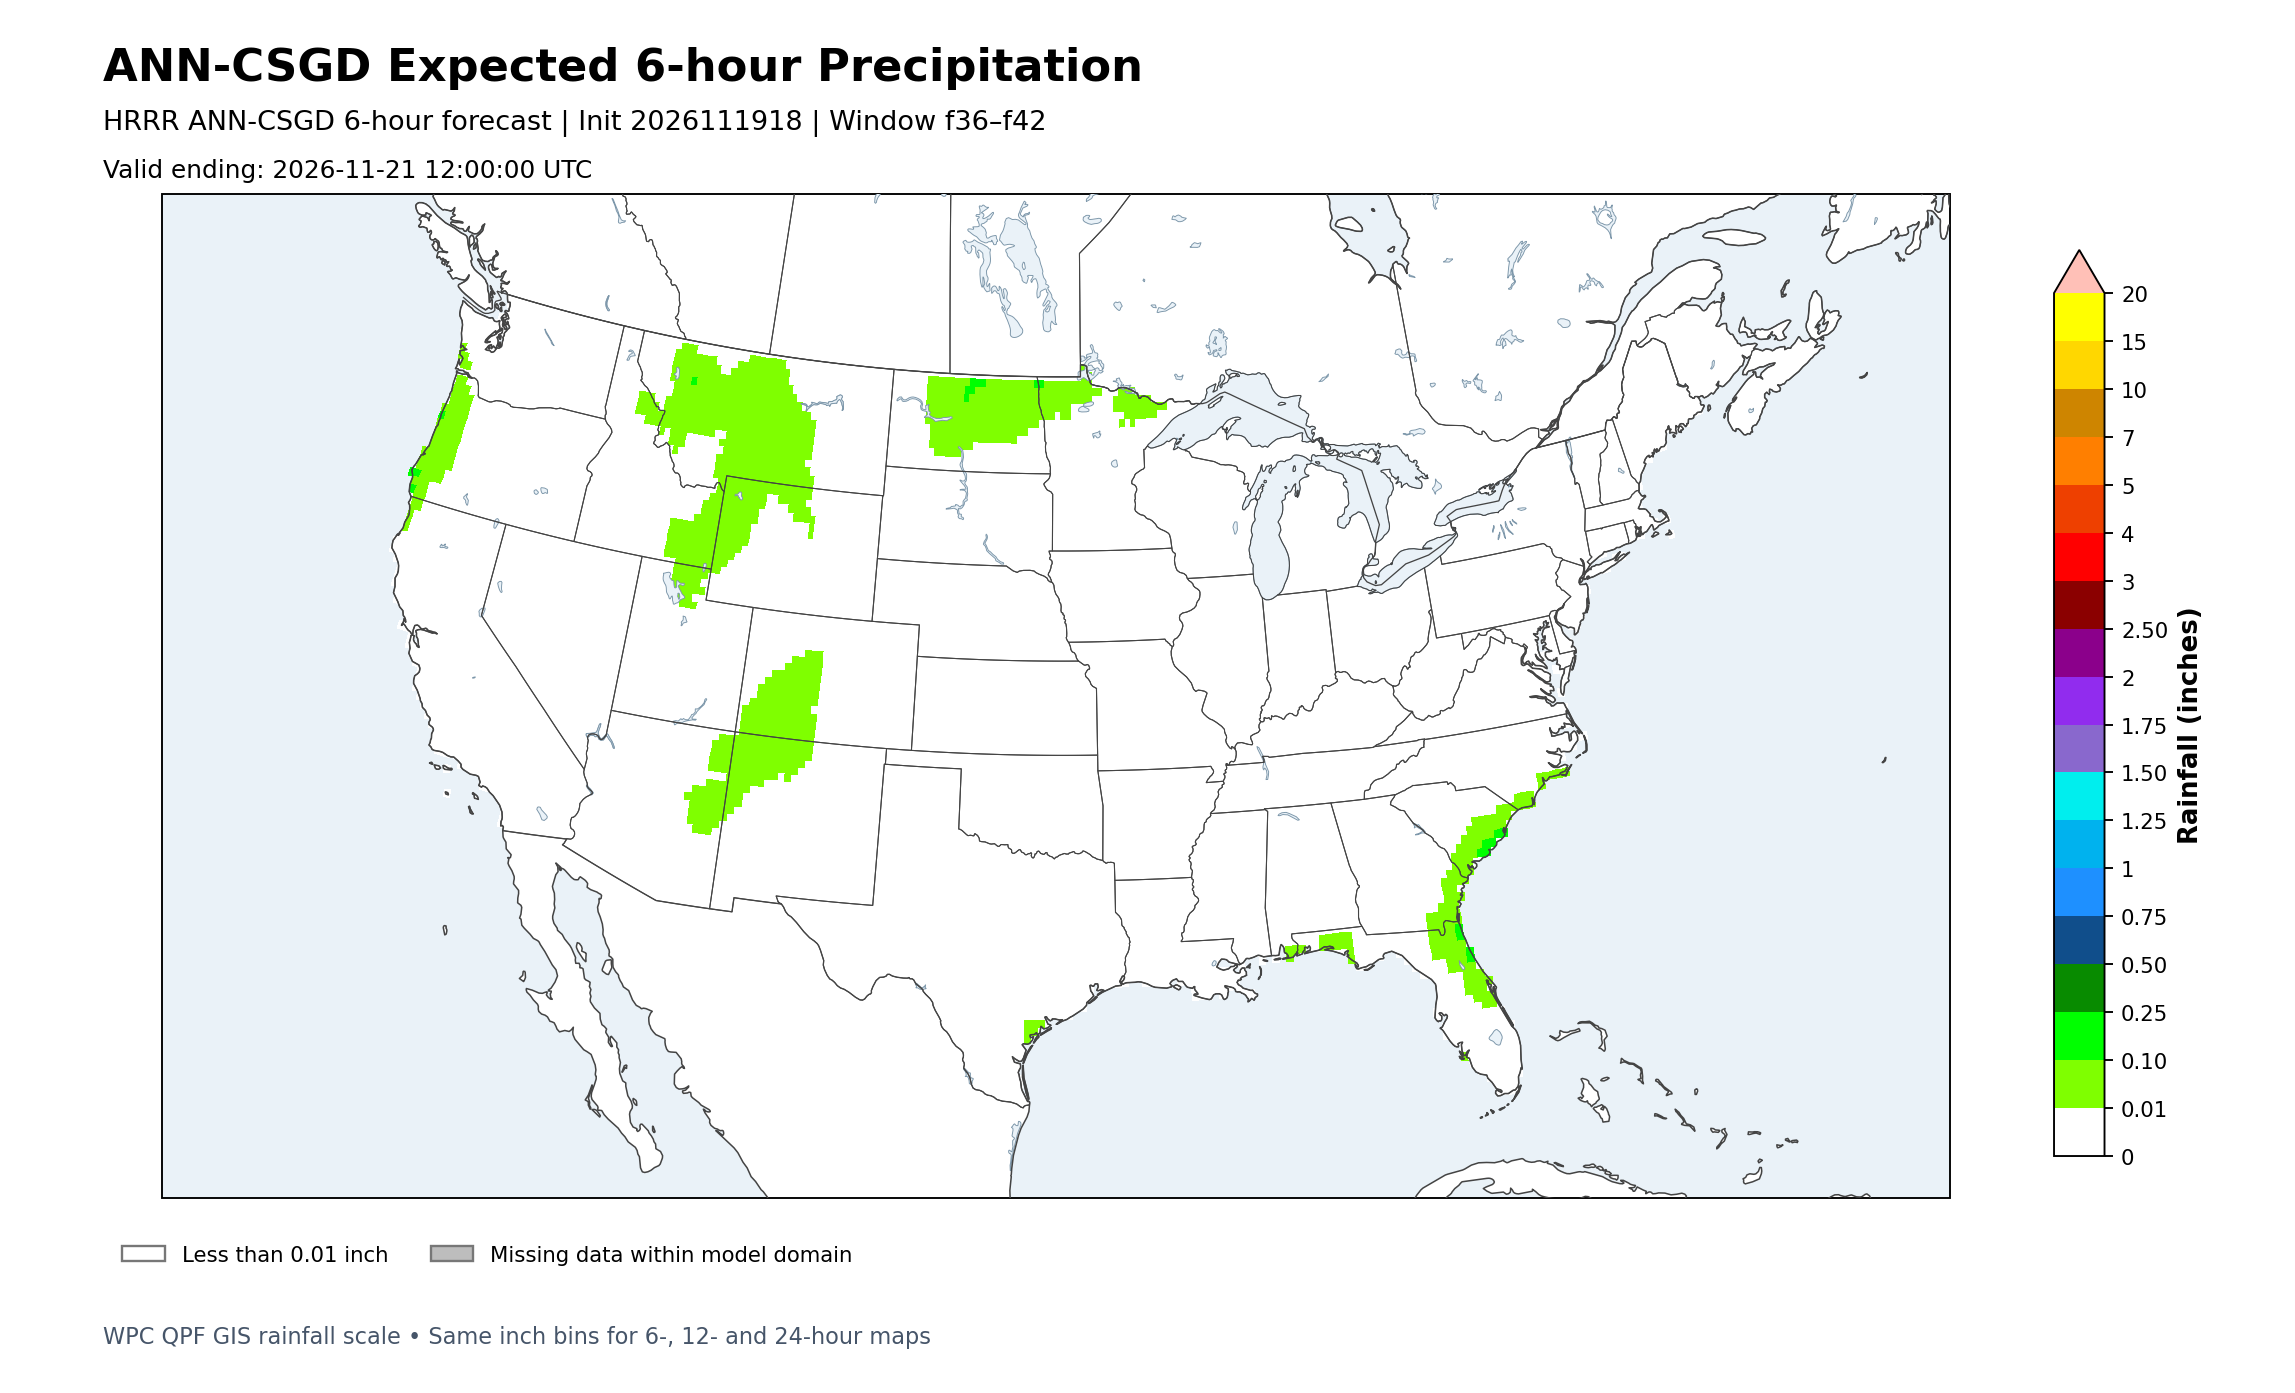 ANN-CSGD Expected 6-hour Precipitation
HRRR ANN-CSGD 6-hour forecast | Init 2026111918 | Window f36–f42
Valid ending: 2026-11-21 12:00:00 UTC
20
15
10
7
5
4
3
2.50
2
1.75
1.50
1.25
1
0.75
0.50
0.25
0.10
0.01
0
Rainfall (inches)
Less than 0.01 inch
Missing data within model domain
WPC QPF GIS rainfall scale • Same inch bins for 6-, 12- and 24-hour maps